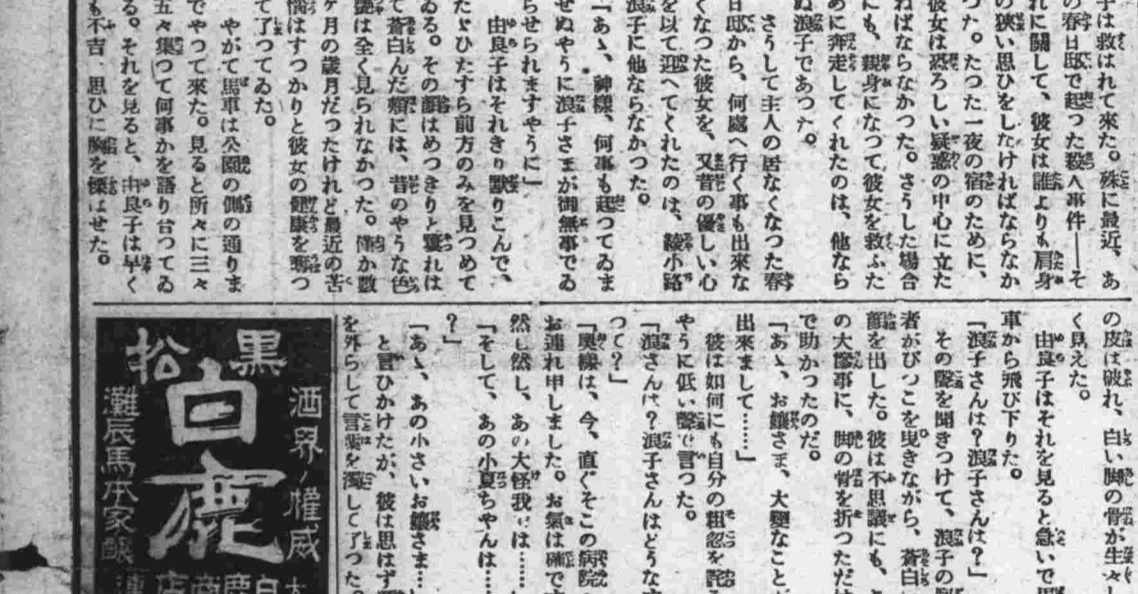 子は救はれて來た。殊に最近、あ
の春日邸で起つた殺人事件――そ
れに關して、彼女は誰よりも肩身
の狹い思ひをしなければならなか
つた。たつた一夜の宿のために、
彼女は恐ろしい疑惑の中心に立た
ねばならなかつた。さうした場合
にも、親身になつて彼女を救ふた
めに奔走してくれたのは、他なら
ぬ浪子であつた。
さうして主人の居なくなつた春
日邸から、何處へ行く事も出來な
くなつた彼女を、又昔の優しい心
を以て迎へてくれたのは、綾小路
浪子に他ならなかつた。
「あゝ、神樣、何事も起つてゐま
せぬやうに浪子さまが御無事でゐ
らせられますやうに」
由良子はそれきり默りこんで、
たゞひたすら前方のみを見つめて
ゐる。その顏はめつきりと窶れは
て蒼白んだ頰には、昔のやうな色
艷は全く見られなかつた。僅か數
ケ月の歲月だつたけれど最近の苦
惱はすつかりと彼女の健康を奪つ
て了つてゐた。
やがて馬車は公園の側の通りま
でやつて來た。見ると所々に三々
五々集つて何事かを語り合つてゐ
る。それを見ると、由良子は早く
も不吉な思ひに胸を慄はせた。
の皮は破れ、白い脚の骨が生々し
く見えた。
由良子はそれを見ると急いで馬
車から飛び下りた。
「浪子さんは?浪子さんは?」
その聲を聞きつけて、浪子の
者がびつこを曳きながら、蒼白い
顏を出した。彼は不思議にも、こ
の大慘事に、脚の骨を折つただけ
で助かつたのだ。
「あゝ、お孃さま、大變なことが
出來まして……」
彼は如何にも自分の粗忽を詫る
やうに低い聲で言つた。
「浪さんは?浪子さんはどうなす
つて?」
「奧樣は、今、直ぐそこの病院へ
お連れ申しました。お氣は確です
然し然し、あの大怪我では……」
「そして、あの小夏ちやんは……
?」
「あゝ、あの小さいお孃さま…
と言ひかけたが、彼は思はず
を外らして言葉を濁して了つた。
酒界ノ權威
黑松
白鹿
灘辰馬本家釀